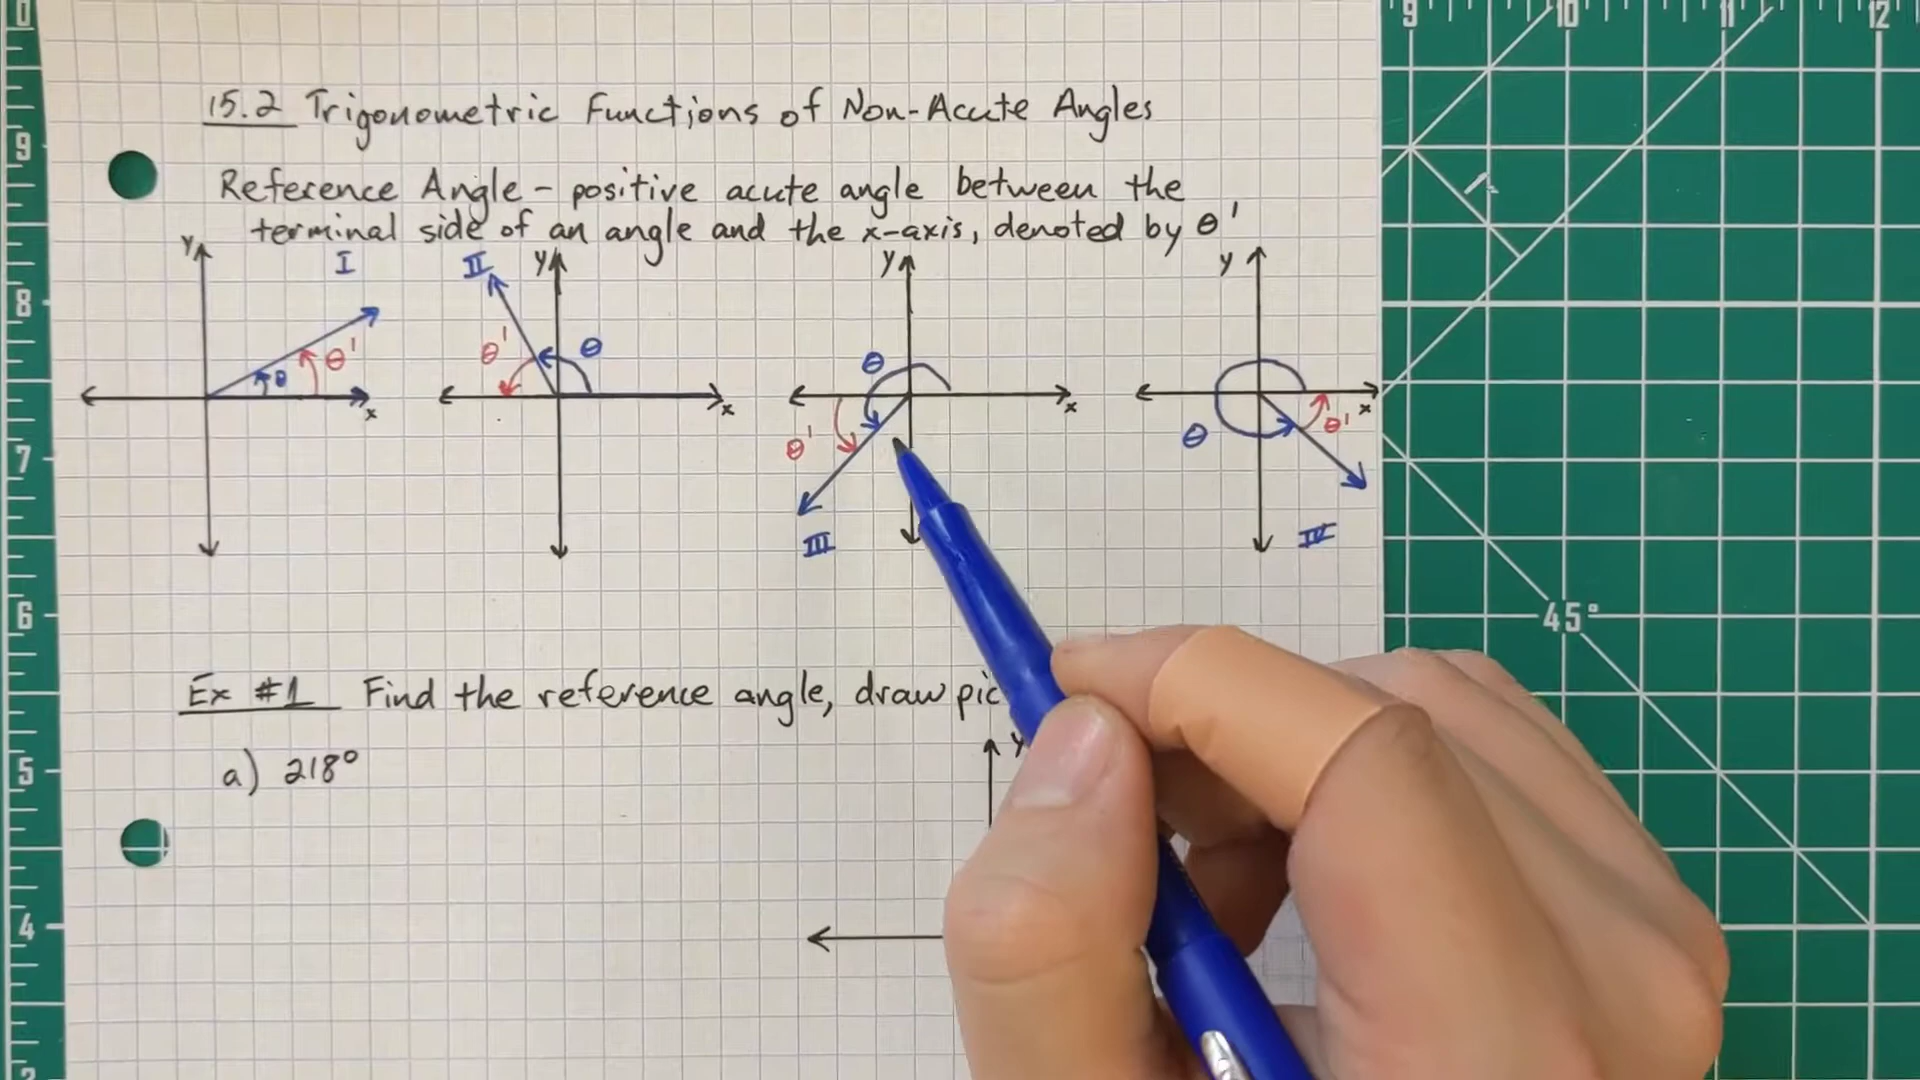 15.2 Trigonometric Functions of Non-Acute Angles
Reference Angle - positive acute angle between the
terminal side of an angle and the x-axis, denoted by θ'
y I
θ'
θ
x
II y
θ' θ
x
y
θ
x
θ'
III
y
x
θ θ'
IV
Ex #1 Find the reference angle, draw pic
a) 218°
y
9 10 11 12
0
9
8
7
6
5
4
45°